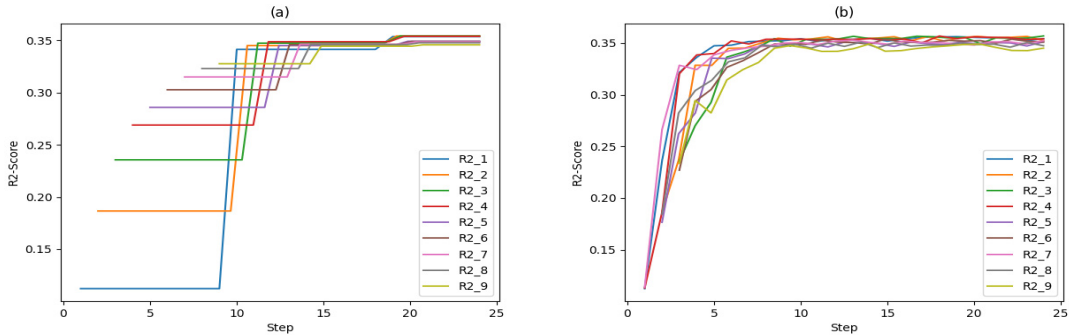 (a)
R2-Score
0.35
0.30
0.25
0.20
0.15
0
5
10
15
20
25
Step
R2_1
R2_2
R2_3
R2_4
R2_5
R2_6
R2_7
R2_8
R2_9
(b)
R2-Score
0.35
0.30
0.25
0.20
0.15
0
5
10
15
20
25
Step
R2_1
R2_2
R2_3
R2_4
R2_5
R2_6
R2_7
R2_8
R2_9